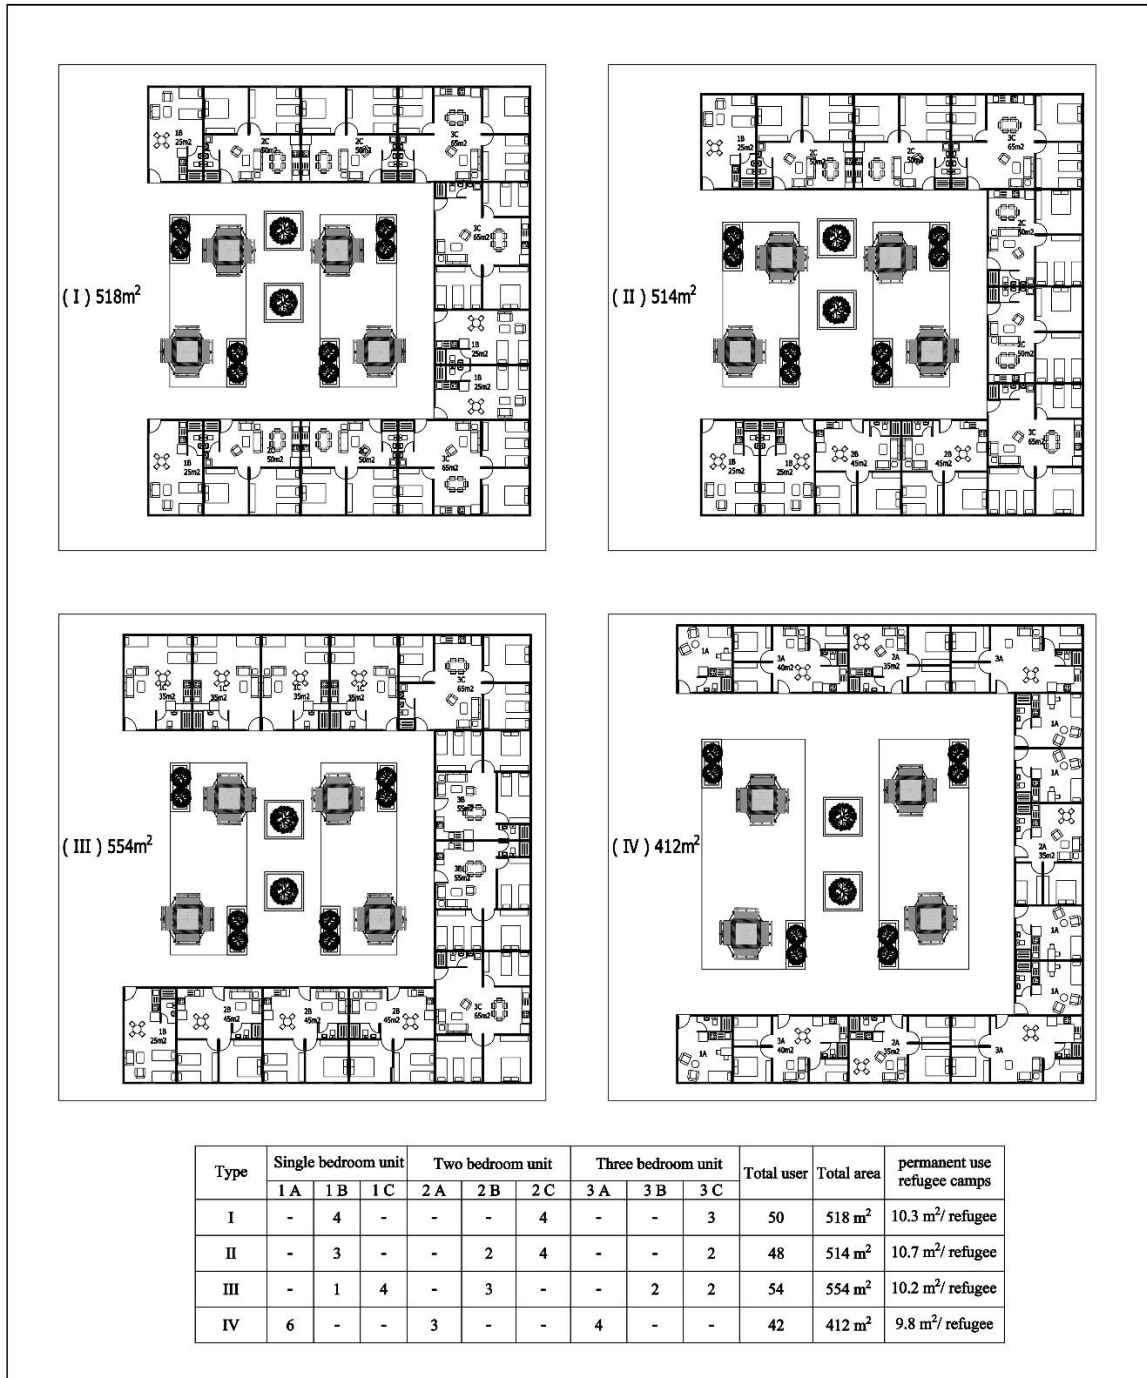 1B
25m2
2C
50m2
2C
50m2
3C
65m2
3C
65m2
( I ) 518m²
1B
25m2
1B
25m2
1B
25m2
2C
50m2
50m2
3C
65m2
1B
25m2
2C
50m2
2C
50m2
3C
65m2
2C
50m2
( II ) 514m²
2C
50m2
3C
65m2
1B
25m2
1B
25m2
2B
45m2
2B
45m2
1C
35m2
1C
35m2
1C
35m2
1C
35m2
3C
65m2
3B
55m2
( III ) 554m²
3B
55m2
3C
65m2
1B
25m2
2B
45m2
2B
45m2
2B
45m2
1A
3A
40m2
2A
35m2
3A
1A
1A
( IV ) 412m²
2A
35m2
1A
1A
1A
3A
40m2
2A
35m2
3A
Type Single bedroom unit Two bedroom unit Three bedroom unit Total user Total area permanent use refugee camps
1 A 1 B 1 C 2 A 2 B 2 C 3 A 3 B 3 C
I - 4 - - - 4 - - 3 50 518 m² 10.3 m²/ refugee
II - 3 - - 2 4 - - 2 48 514 m² 10.7 m²/ refugee
III - 1 4 - 3 - - 2 2 54 554 m² 10.2 m²/ refugee
IV 6 - - 3 - - 4 - - 42 412 m² 9.8 m²/ refugee